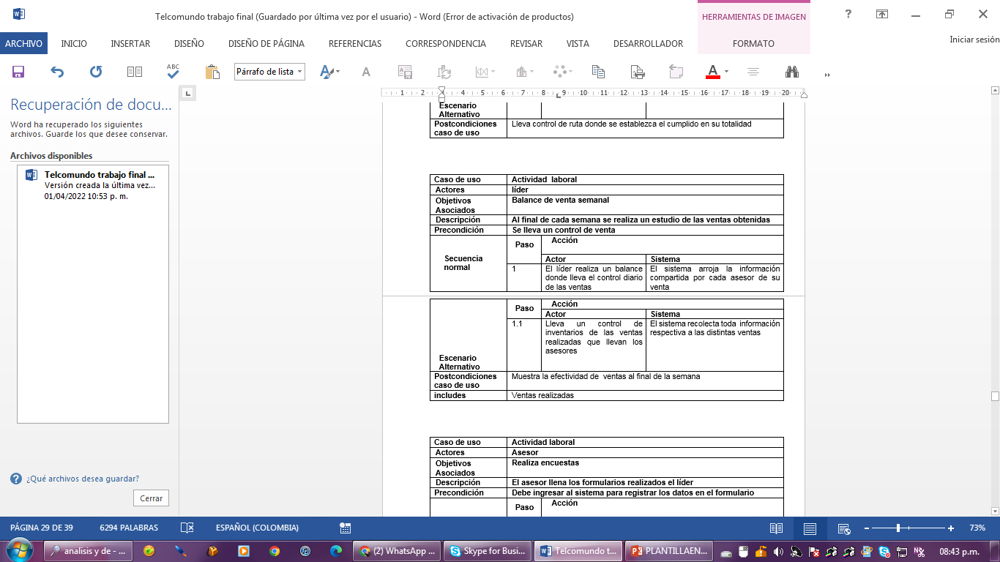 Telcomundo trabajo final (Guardado por última vez por el usuario) - Word (Error de activación de productos)
HERRAMIENTAS DE IMAGEN
?
ARCHIVO INICIO INSERTAR DISEÑO DISEÑO DE PÁGINA REFERENCIAS CORRESPONDENCIA REVISAR VISTA DESARROLLADOR FORMATO
Iniciar sesión
ABC
Párrafo de lista
A
A
A
Recuperación de docu...
Word ha recuperado los siguientes
archivos. Guarde los que desee conservar.
Archivos disponibles
Telcomundo trabajo final ...
Versión creada la última vez...
01/04/2022 10:53 p. m.
¿Qué archivos desea guardar?
Cerrar
1 2 3 4 5 6 7 8 9 10 11 12 13 14 15 16 17 18 19 20
Escenario
Alternativo
Postcondiciones
caso de uso
Lleva control de ruta donde se establezca el cumplido en su totalidad
Caso de uso
Actividad laboral
Actores
líder
Objetivos
Asociados
Balance de venta semanal
Descripción
Al final de cada semana se realiza un estudio de las ventas obtenidas
Precondición
Se lleva un control de venta
Secuencia
normal
Paso
Acción
Actor
Sistema
1
El líder realiza un balance
donde lleva el control diario
de las ventas
El sistema arroja la información
compartida por cada asesor de su
venta
Escenario
Alternativo
Paso
Acción
Actor
Sistema
1.1
Lleva un control de
inventarios de las ventas
realizadas que llevan los
asesores
El sistema recolecta toda información
respectiva a las distintas ventas
Postcondiciones
caso de uso
Muestra la efectividad de ventas al final de la semana
includes
Ventas realizadas
Caso de uso
Actividad laboral
Actores
Asesor
Objetivos
Asociados
Realiza encuestas
Descripción
El asesor llena los formularios realizados el líder
Precondición
Debe ingresar al sistema para registrar los datos en el formulario
Paso
Acción
PÁGINA 29 DE 39 6294 PALABRAS ESPAÑOL (COLOMBIA) 73%
analisis y de - ...
(2) WhatsApp ...
Skype for Busi...
Telcomundo t...
PLANTILLAEN...
08:43 p.m.